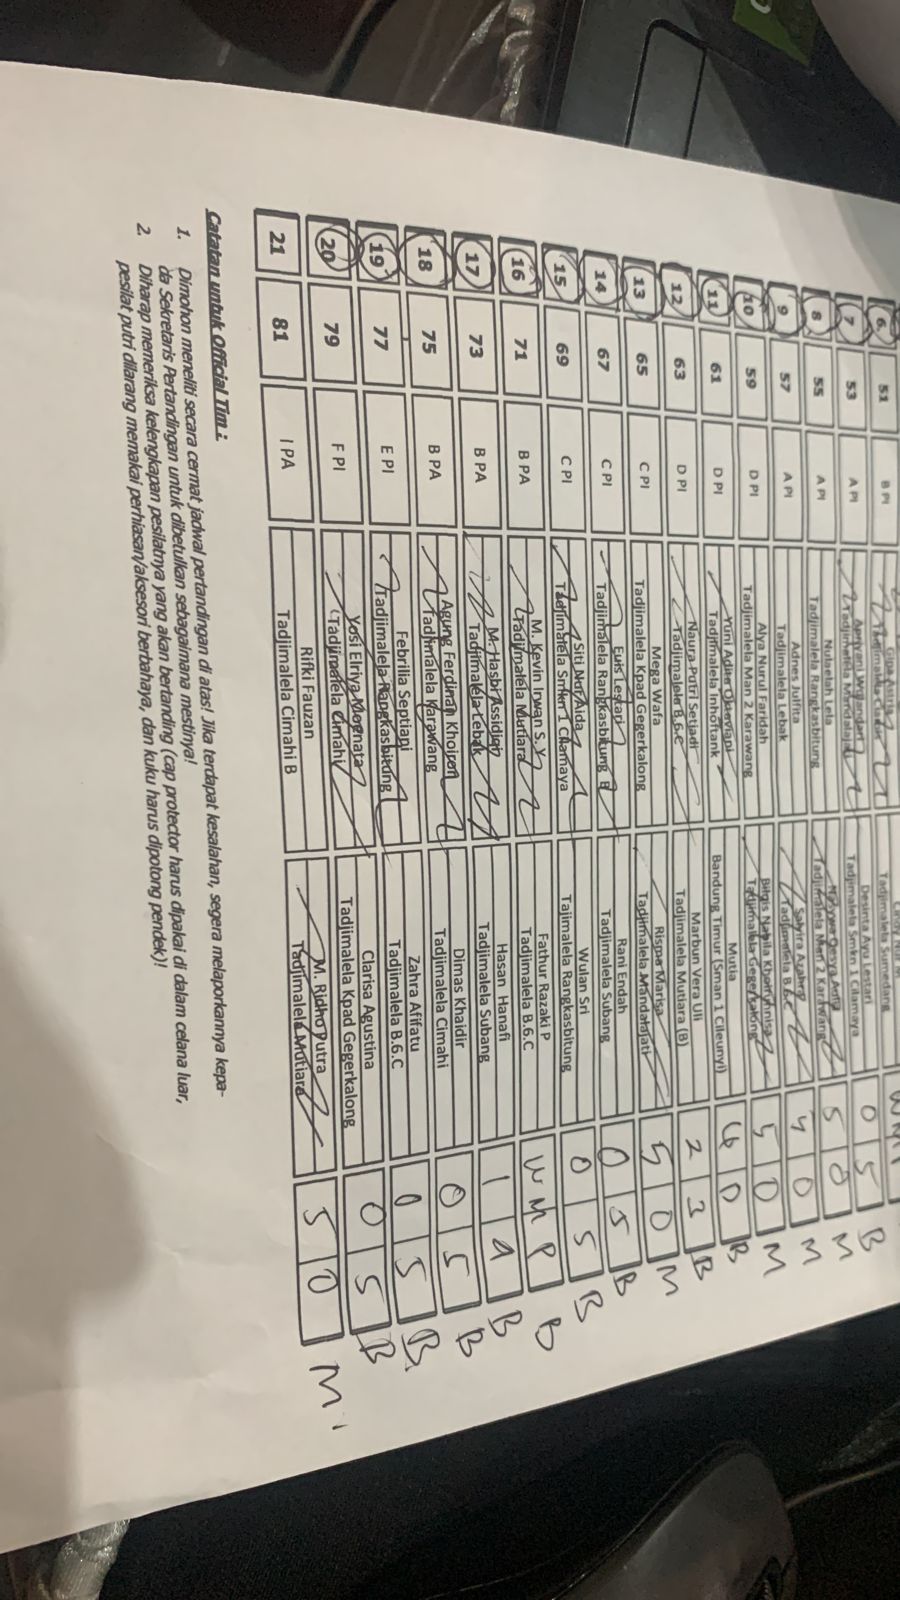 6. 51 B PI Gina Astria Cindy Nur M WMP
Tadjimalela Ciamis Tadjimalela Sumedang
7 53 A PI Apriyani Wulandari Desinta Ayu Lestari 0 5 B
Tadjimalela Mandalajati Tadjimalela Smkn 1 Cilamaya
8 55 A PI Nulaelah Lela 5 0 M
Tadjimalela Rangkasbitung Tadjimalela Man 2 Karawang
9 57 A PI Adnes Julfita Salyira Azahra 0 M
Tadjimalela Lebak Tadjimalela B.6.C
10 59 D PI Alya Nurul Faridah Bilqis Nabila Khoirunnisa 5 0 M
Tadjimalela Man 2 Karawang Tadjimalela Gegerkalong
11 61 D PI Yuni Adita Oktaviani Mutia 0 B
Tadjimalela Inhoftank Bandung Timur (Sman 1 Cileunyi)
12 63 D PI Naura Putri Setiadi Marbun Vera Uli 2 3 B
Tadjimalela B.6.C Tadjimalela Mutiara (B)
13 65 C PI Mega Wafa Risma Marisa 5 0 M
Tadjimalela Kpad Gegerkalong Tadjimalela Mandalajati
14 67 C PI Euis Lestari Rani Endah 0 5 B
Tadjimalela Rangkasbitung B Tadjimalela Subang
15 69 C PI Siti Nur Aida Wulan Sri 0 5 B
Tadjimalela Smkn 1 Cilamaya Tajimalela Rangkasbitung
16 71 B PA M. Kevin Irwan S. Y Fathur Razaki P WMP B
Tadjimalela Mutiara Tadjimalela B.6.C
17 73 B PA M. Hasbi Assidiqi Hasan Hanafi 1 B
Tadjimalela Lebak Tadjimalela Subang
18 75 B PA Agung Ferdinan Khoiron Dimas Khaidir 0 5 B
Tadjimalela Karawang Tadjimalela Cimahi
19 77 E PI Febrilia Septiani Zahra Afifatu 0 5 B
Tadjimalela Rangkasbitung Tadjimalela B.6.C
20 79 F PI Yosi Elriya Clarisa Agustina 0 5 B
Tadjimalela Cimahi Tadjimalela Kpad Gegerkalong
21 81 I PA Rifki Fauzan M. Ridho Putra 5 0 M
Tadjimalela Cimahi B Tadjimalela Mutiara
Catatan untuk Official Tim :
1. Dimohon meneliti secara cermat jadwal pertandingan di atas! Jika terdapat kesalahan, segera melaporkannya kepa-
da Sekretaris Pertandingan untuk dibetulkan sebagaimana mestinya!
2. Diharap memeriksa kelengkapan pesilatnya yang akan bertanding (cap protector harus dipakai di dalam celana luar,
pesilat putri dilarang memakai perhiasan/aksesori berbahaya, dan kuku harus dipotong pendek)!